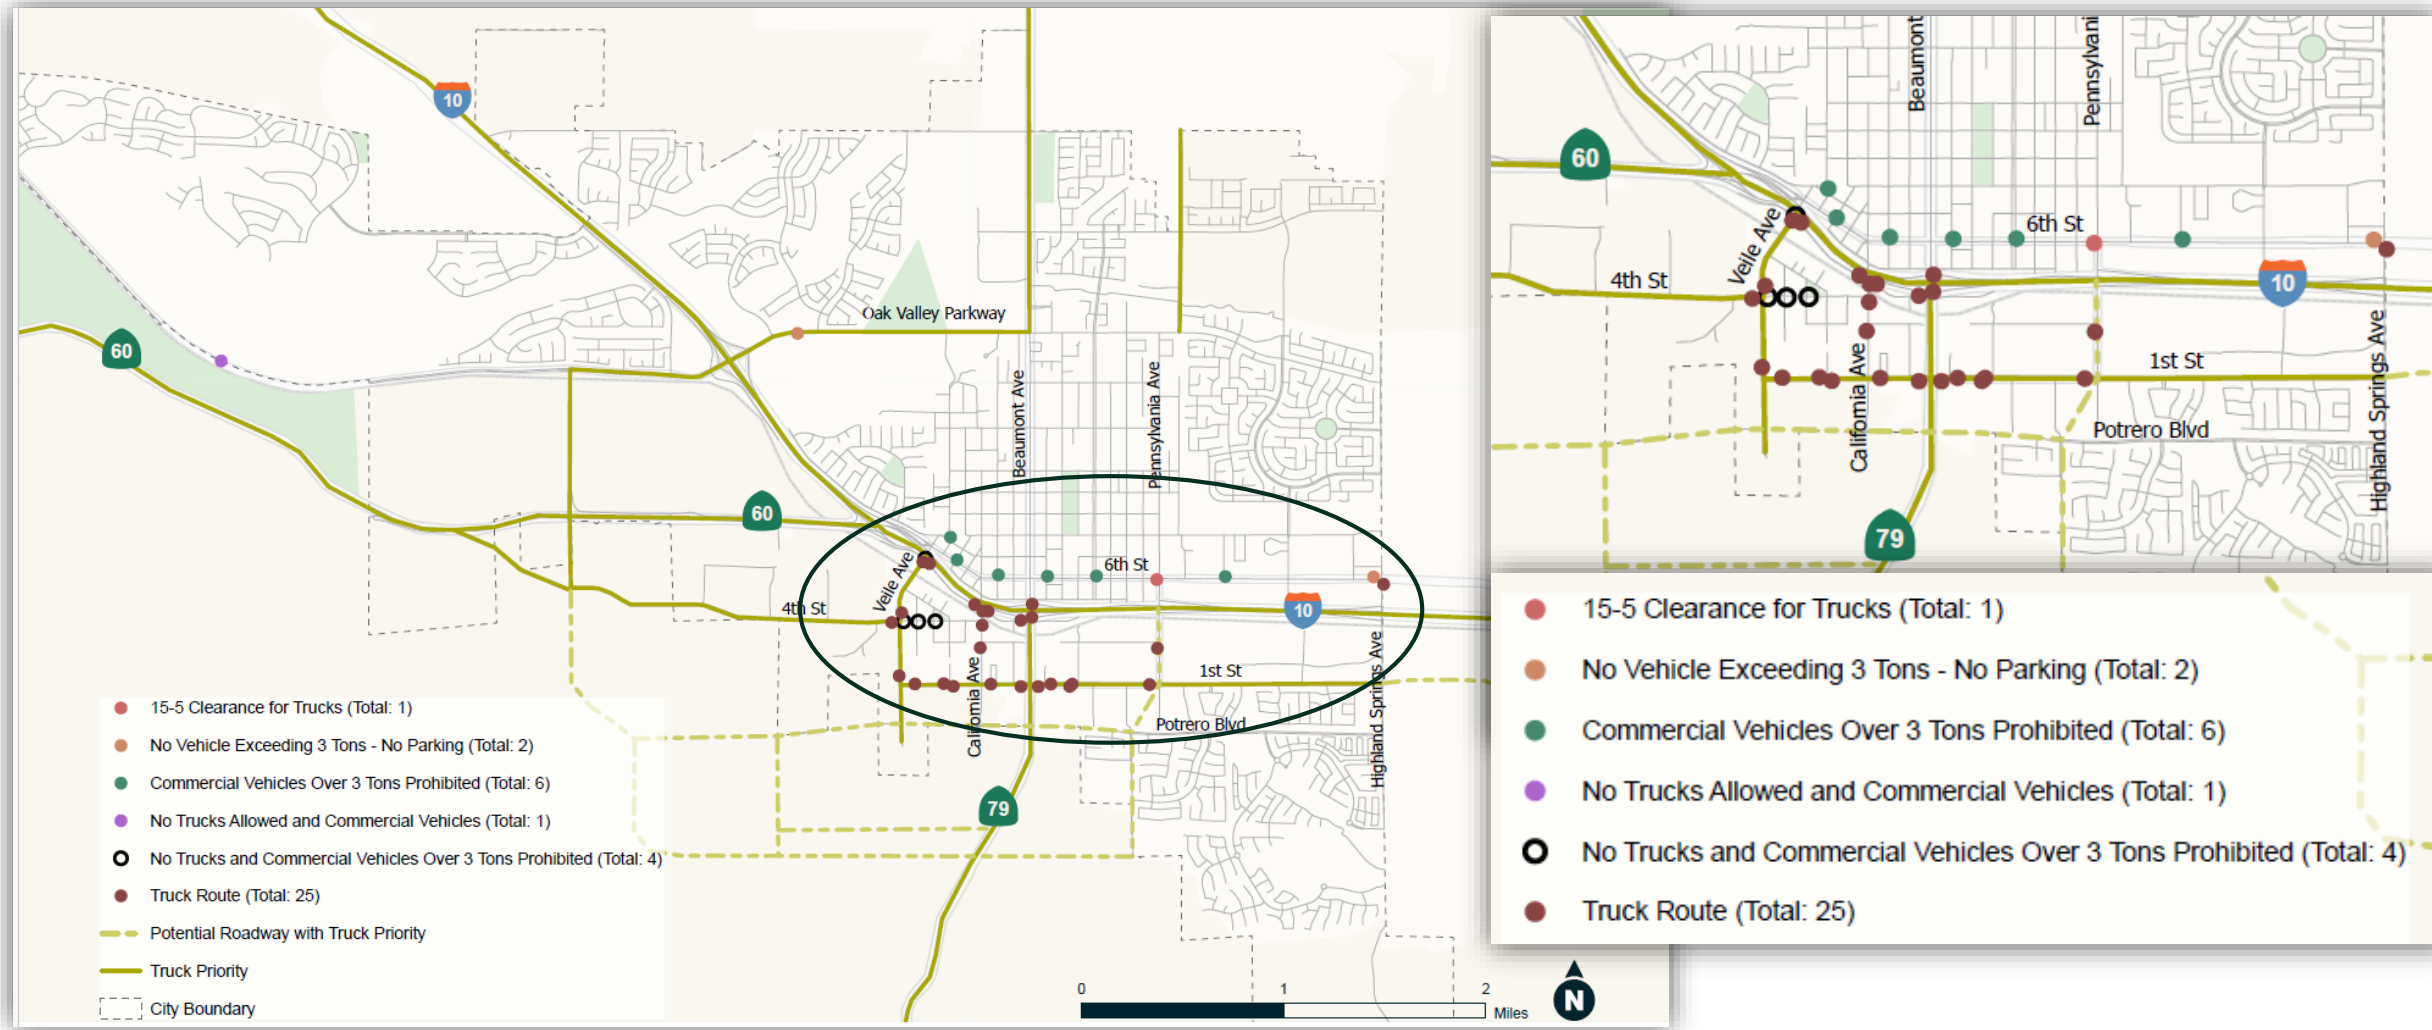 10
60
Oak Valley Parkway
Beaumont Ave
Pennsylvania Ave
60
6th St
Veile Ave
4th St
10
1st St
California Ave
Highland Springs Ave
Potrero Blvd
79
15-5 Clearance for Trucks (Total: 1)
No Vehicle Exceeding 3 Tons - No Parking (Total: 2)
Commercial Vehicles Over 3 Tons Prohibited (Total: 6)
No Trucks Allowed and Commercial Vehicles (Total: 1)
No Trucks and Commercial Vehicles Over 3 Tons Prohibited (Total: 4)
Truck Route (Total: 25)
Potential Roadway with Truck Priority
Truck Priority
City Boundary
0 1 2
Miles
N
Beaumont
Pennsylvani
60
6th St
Veile Ave
4th St
10
1st St
California Ave
Highland Springs Ave
Potrero Blvd
79
15-5 Clearance for Trucks (Total: 1)
No Vehicle Exceeding 3 Tons - No Parking (Total: 2)
Commercial Vehicles Over 3 Tons Prohibited (Total: 6)
No Trucks Allowed and Commercial Vehicles (Total: 1)
No Trucks and Commercial Vehicles Over 3 Tons Prohibited (Total: 4)
Truck Route (Total: 25)